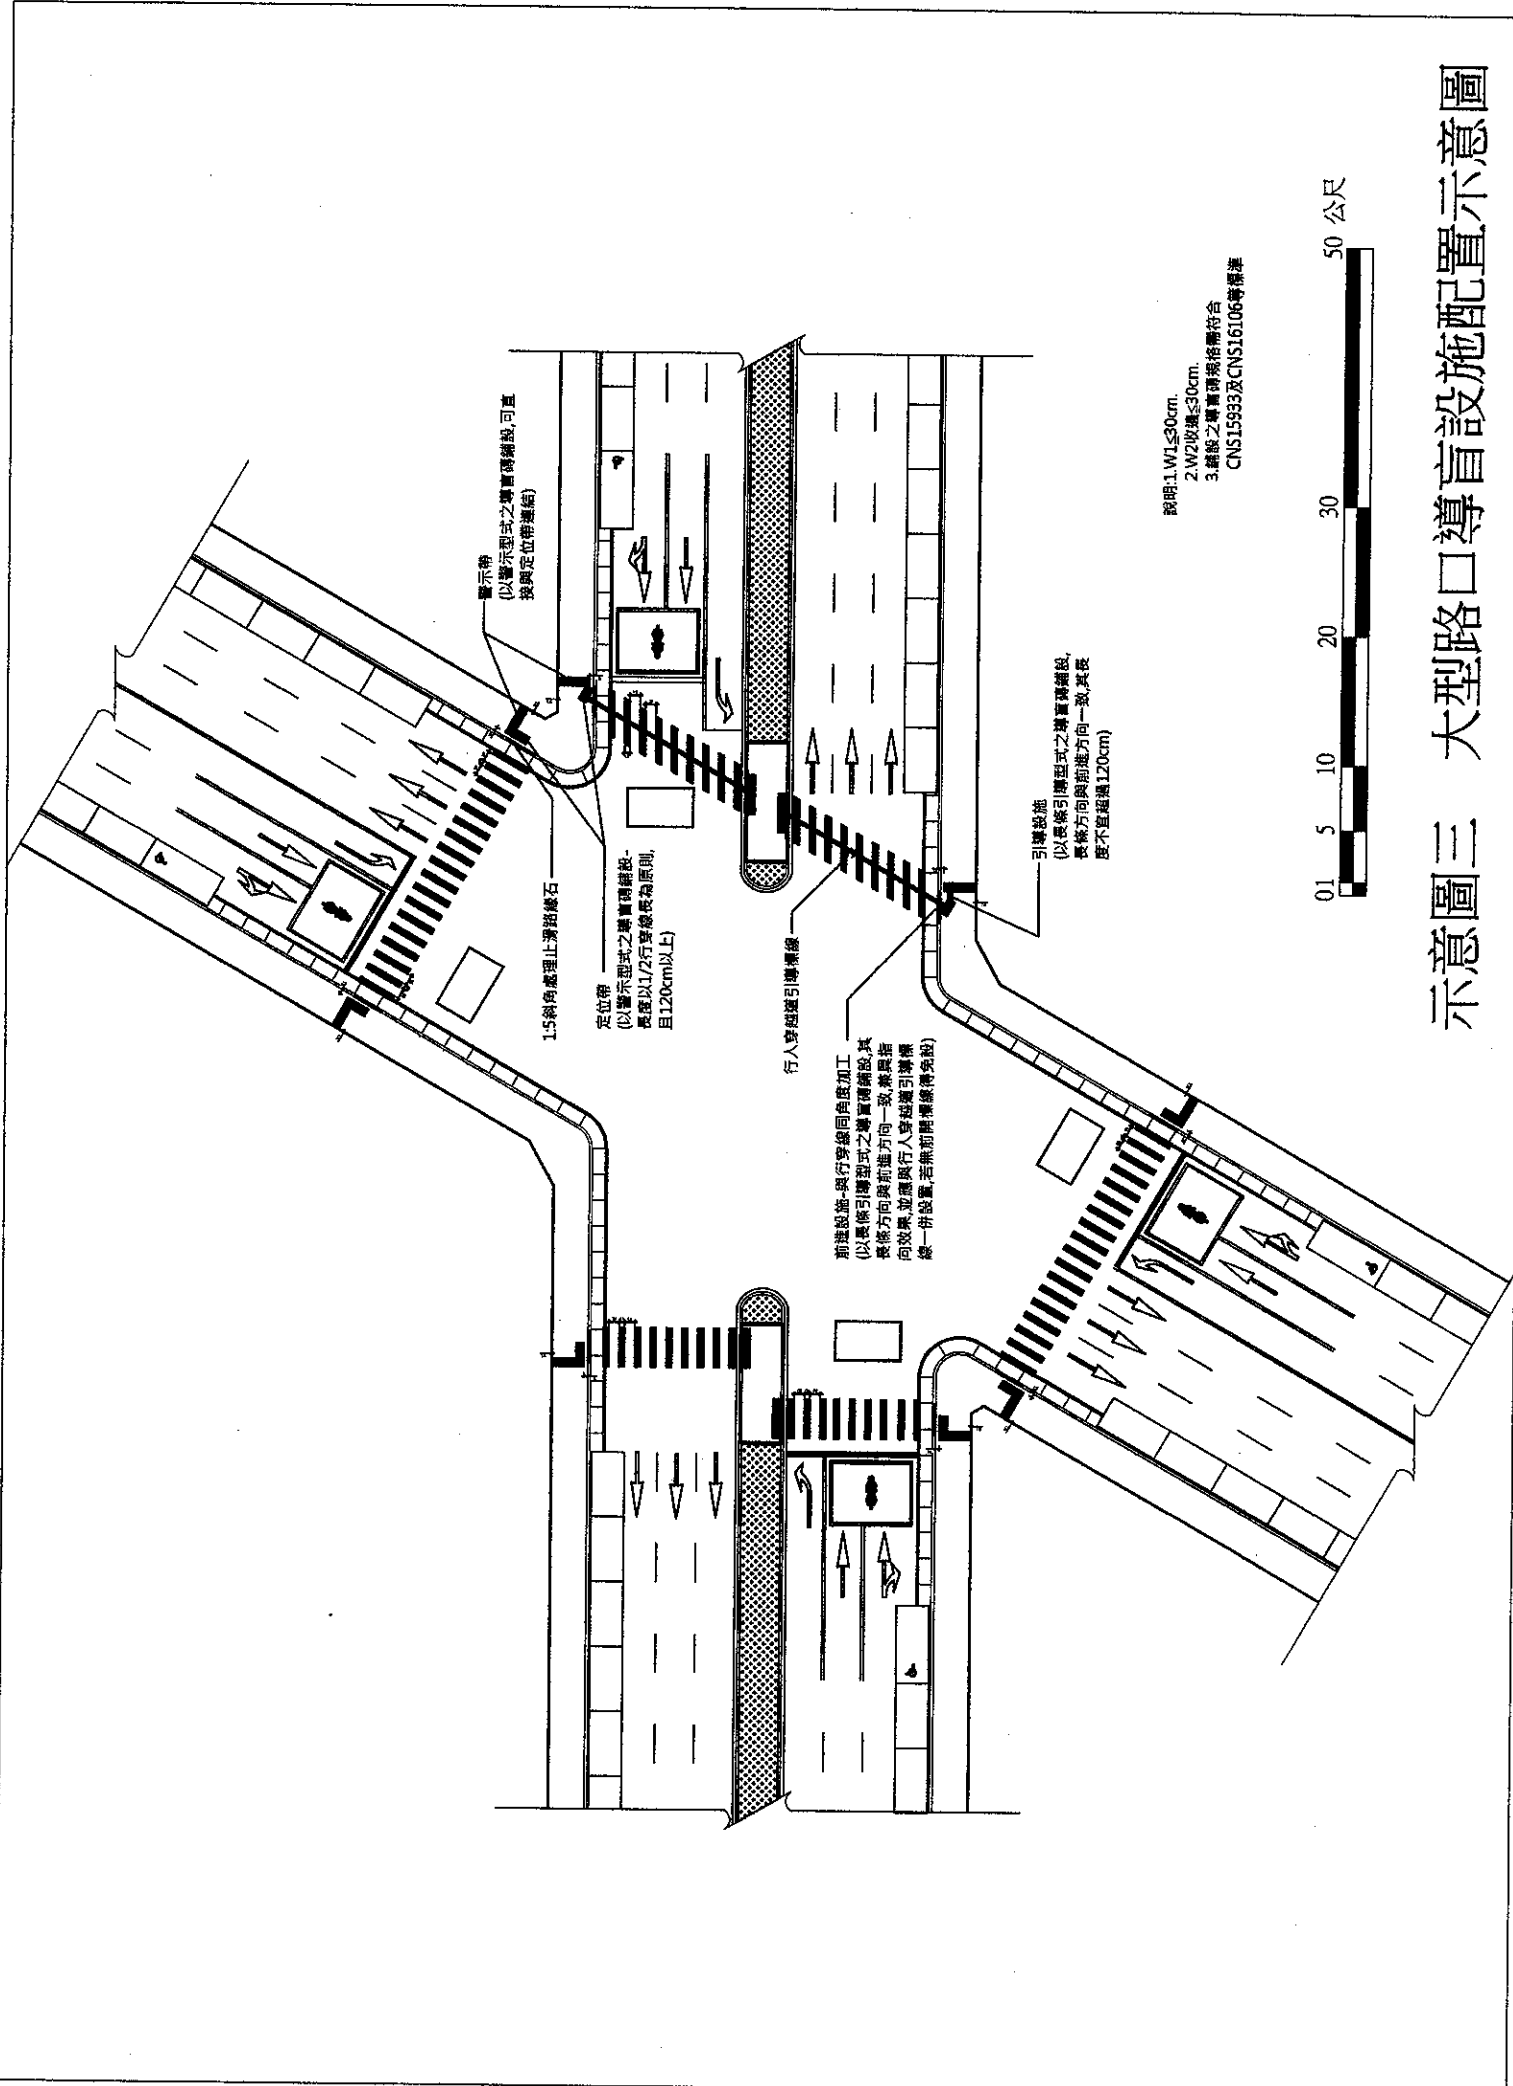 警示帶
(以警示型式之導盲磚鋪設,可直
接與定位帶連結)
1:5斜角處理止滑路緣石
定位帶
(以警示型式之導盲磚鋪設-
長度以1/2行穿線長為原則,
且120cm以上)
行人穿越道引導標線
前進設施-與行穿線同角度加工
(以長條引導型式之導盲磚鋪設,其
長條方向與前進方向一致,兼具指
向效果,並應與行人穿越道引導標
線一併設置,若無前開標線得免設)
引導設施
(以長條引導型式之導盲磚鋪設,
長條方向與前進方向一致,其長
度不宜超過120cm)
說明:1.W1≤30cm.
2.W2收邊≤30cm.
3.鋪設之導盲磚規格需符合
CNS15933及CNS16106等標準
01 5 10 20 30 50 公尺
示意圖三 大型路口導盲設施配置示意圖